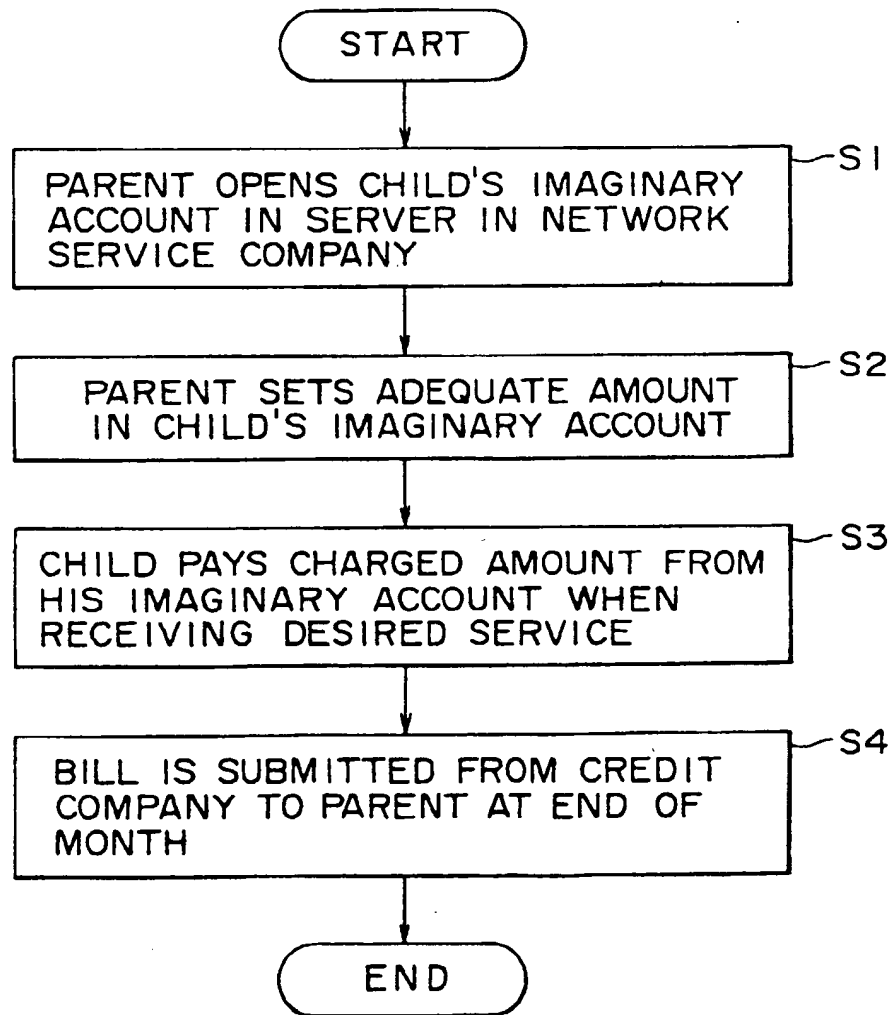 START
PARENT OPENS CHILD'S IMAGINARY
ACCOUNT IN SERVER IN NETWORK
SERVICE COMPANY
S1
PARENT SETS ADEQUATE AMOUNT
IN CHILD'S IMAGINARY ACCOUNT
S2
CHILD PAYS CHARGED AMOUNT FROM
HIS IMAGINARY ACCOUNT WHEN
RECEIVING DESIRED SERVICE
S3
BILL IS SUBMITTED FROM CREDIT
COMPANY TO PARENT AT END OF
MONTH
S4
END